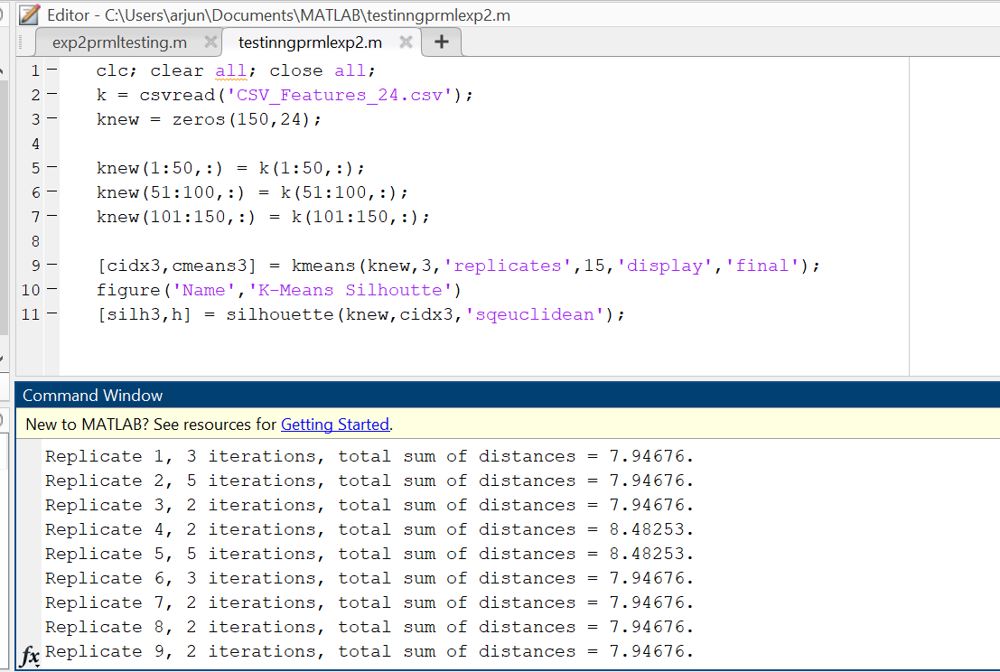 Editor - C:\Users\arjun\Documents\MATLAB\testinngprmlexp2.m
exp2prmltesting.m × testinngprmlexp2.m × +
1 − clc; clear all; close all;
2 − k = csvread('CSV_Features_24.csv');
3 − knew = zeros(150,24);
4
5 − knew(1:50,:) = k(1:50,:);
6 − knew(51:100,:) = k(51:100,:);
7 − knew(101:150,:) = k(101:150,:);
8
9 − [cidx3,cmeans3] = kmeans(knew,3,'replicates',15,'display','final');
10 − figure('Name','K-Means Silhoutte')
11 − [silh3,h] = silhouette(knew,cidx3,'sqeuclidean');
Command Window
New to MATLAB? See resources for Getting Started.
Replicate 1, 3 iterations, total sum of distances = 7.94676.
Replicate 2, 5 iterations, total sum of distances = 7.94676.
Replicate 3, 2 iterations, total sum of distances = 7.94676.
Replicate 4, 2 iterations, total sum of distances = 8.48253.
Replicate 5, 5 iterations, total sum of distances = 8.48253.
Replicate 6, 3 iterations, total sum of distances = 7.94676.
Replicate 7, 2 iterations, total sum of distances = 7.94676.
Replicate 8, 2 iterations, total sum of distances = 7.94676.
fx Replicate 9, 2 iterations, total sum of distances = 7.94676.